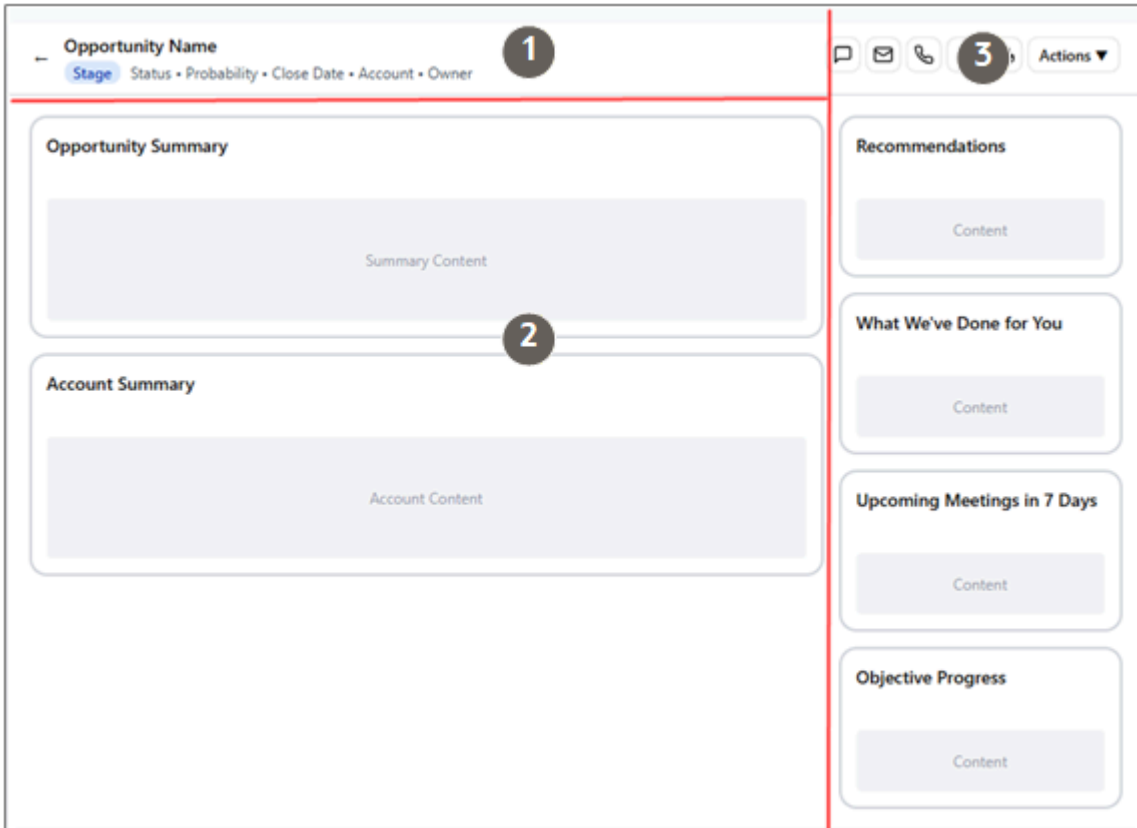 Opportunity Name
1
Stage Status • Probability • Close Date • Account • Owner
3
Actions ▼
Opportunity Summary
Summary Content
2
Account Summary
Account Content
Recommendations
Content
What We've Done for You
Content
Upcoming Meetings in 7 Days
Content
Objective Progress
Content